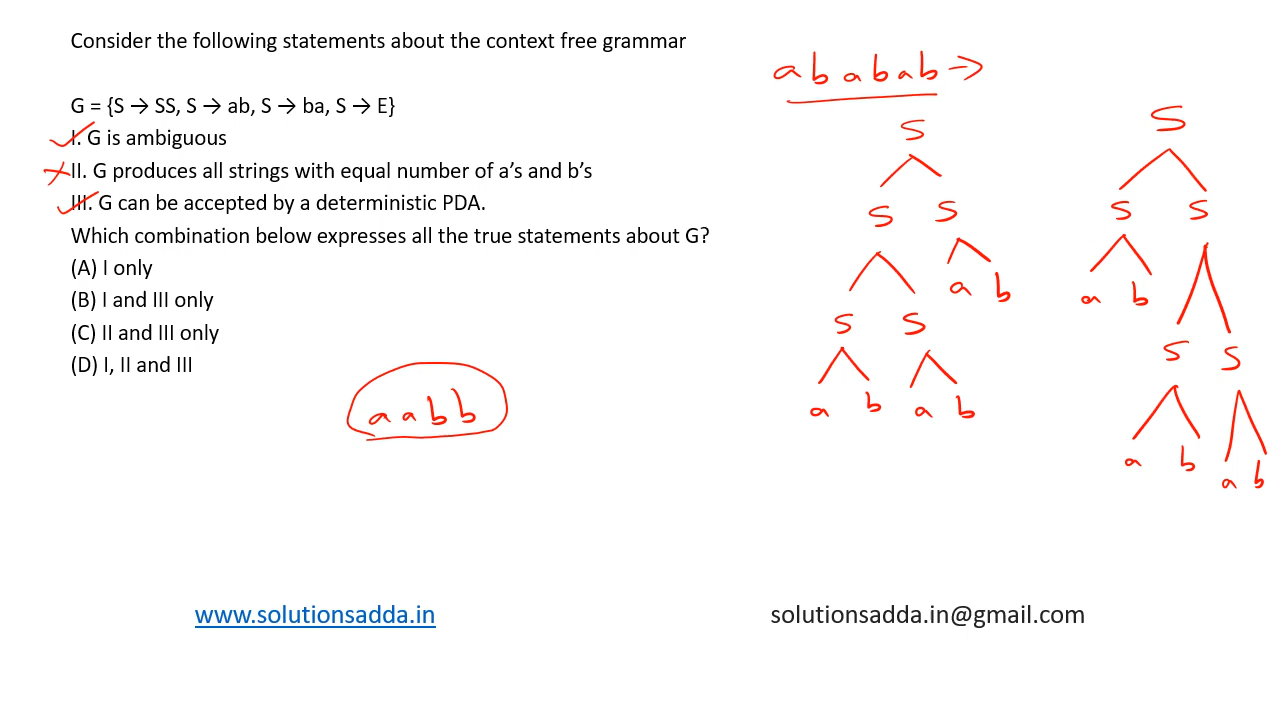 Consider the following statements about the context free grammar
G = {S → SS, S → ab, S → ba, S → E}
I. G is ambiguous
II. G produces all strings with equal number of a’s and b’s
III. G can be accepted by a deterministic PDA.
Which combination below expresses all the true statements about G?
(A) I only
(B) I and III only
(C) II and III only
(D) I, II and III
a a b b
a b a b a b →
S
S S
S S a b
a b a b
S
S S
a b S S
a b a b
www.solutionsadda.in
solutionsadda.in@gmail.com